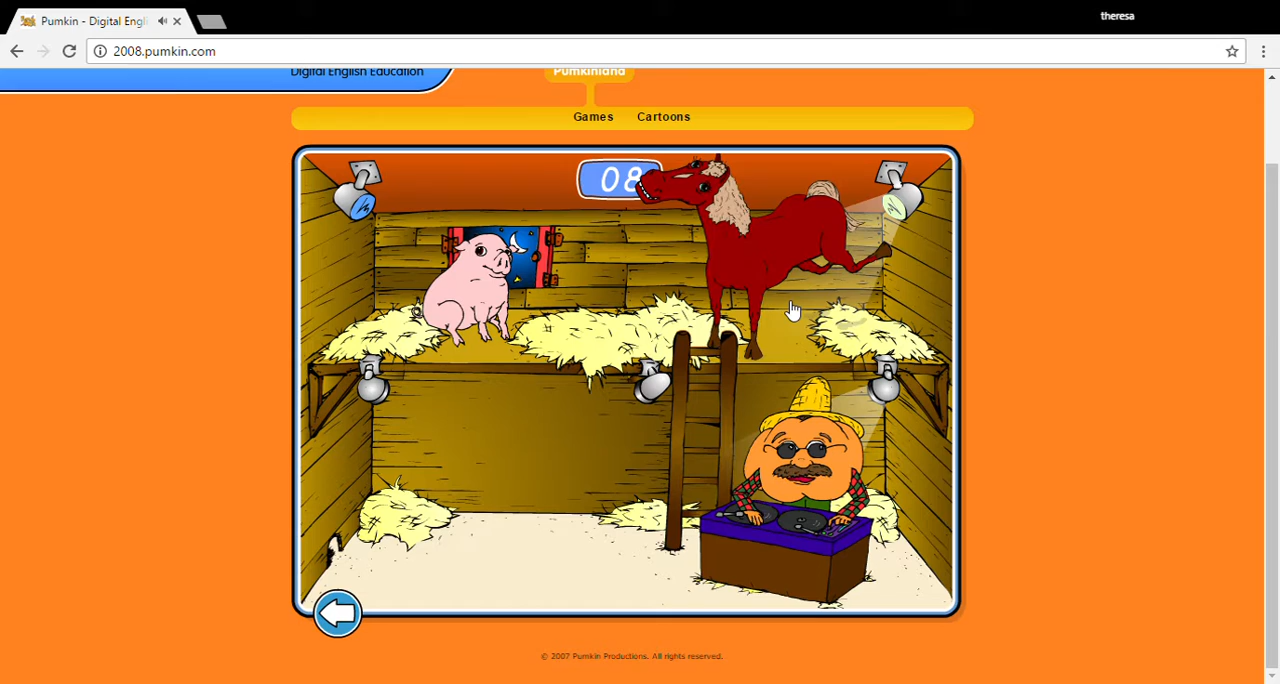 Pumkin - Digital Engli
theresa
2008.pumkin.com
Digital English Education
Pumkinland
Games Cartoons
08
© 2007 Pumkin Productions. All rights reserved.